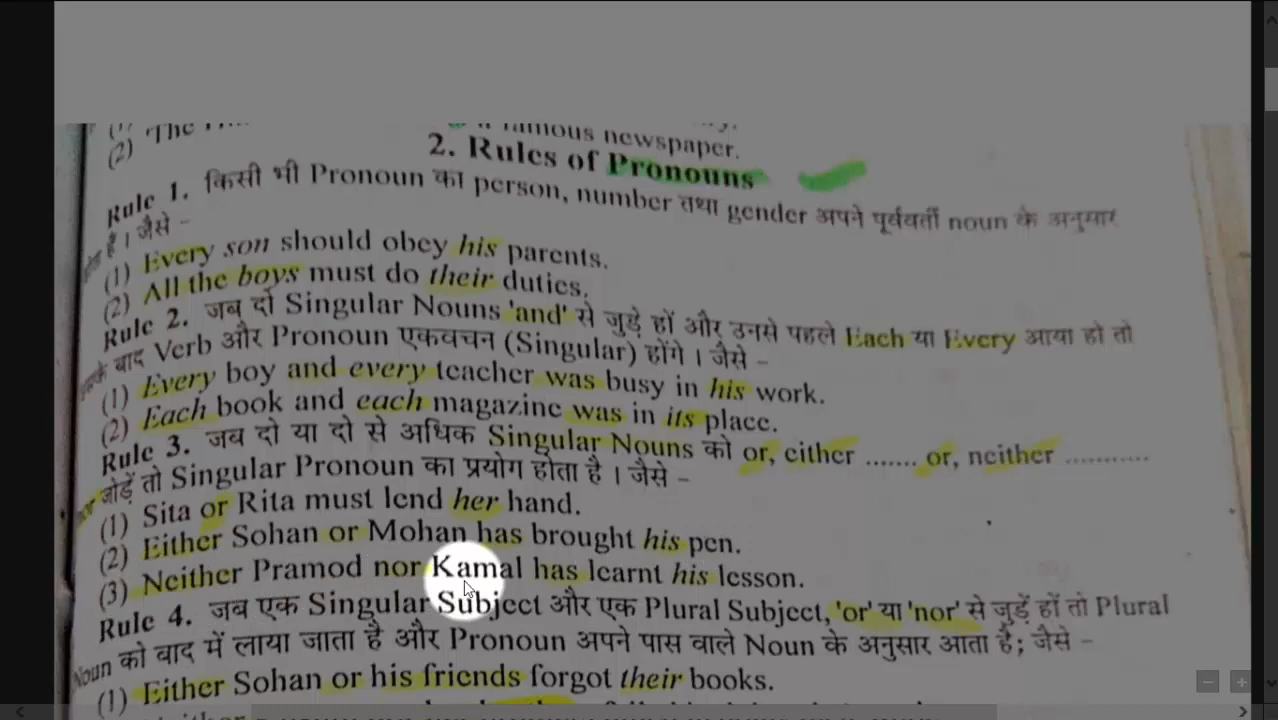 (2) The
a famous newspaper.
2. Rules of Pronouns
Rule 1. किसी भी Pronoun का person, number तथा gender अपने पूर्ववर्ती noun के अनुसार
है। जैसे –
(1) Every son should obey his parents.
(2) All the boys must do their duties.
Rule 2. जब दो Singular Nouns 'and' से जुड़े हों और उनसे पहले Each या Every आया हो तो
बाद Verb और Pronoun एकवचन (Singular) होंगे। जैसे –
(1) Every boy and every teacher was busy in his work.
(2) Each book and each magazine was in its place.
Rule 3. जब दो या दो से अधिक Singular Nouns को or, either ....... or, neither ...........
nor जोड़ें तो Singular Pronoun का प्रयोग होता है। जैसे –
(1) Sita or Rita must lend her hand.
(2) Either Sohan or Mohan has brought his pen.
(3) Neither Pramod nor Kamal has learnt his lesson.
Rule 4. जब एक Singular Subject और एक Plural Subject, 'or' या 'nor' से जुड़ें हों तो Plural
Noun को बाद में लाया जाता है और Pronoun अपने पास वाले Noun के अनुसार आता है; जैसे –
(1) Either Sohan or his friends forgot their books.